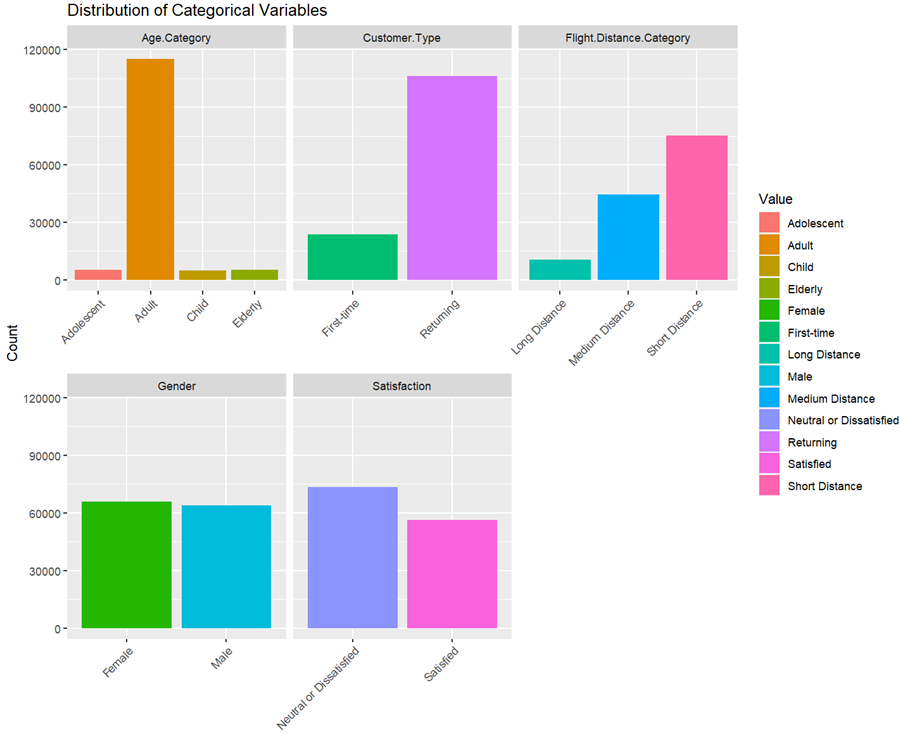 Distribution of Categorical Variables
Age.Category
Customer.Type
Flight.Distance.Category
120000
90000
60000
30000
0
Adolescent
Adult
Child
Elderly
First-time
Returning
Long Distance
Medium Distance
Short Distance
Count
Gender
Satisfaction
120000
90000
60000
30000
0
Female
Male
Neutral or Dissatisfied
Satisfied
Value
Adolescent
Adult
Child
Elderly
Female
First-time
Long Distance
Male
Medium Distance
Neutral or Dissatisfied
Returning
Satisfied
Short Distance